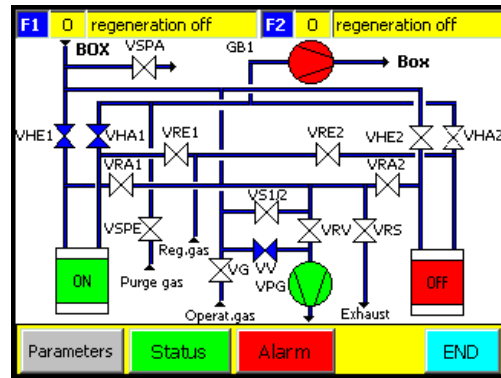 F1 0 regeneration off F2 0 regeneration off
BOX VSPA GB1 Box
VHE1 VHA1 VRE1 VRE2 VHE2 VHA2
VRA1 VRA2
VS1/2
VSPE VRV VRS
Reg.gas
ON Purge gas VG VV OFF
VPG
Operat.gas Exhaust
Parameters Status Alarm END